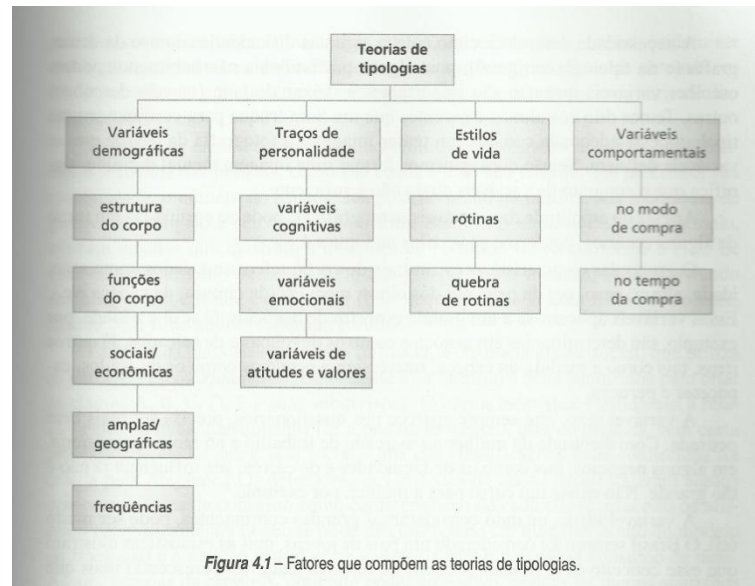 Teorias de
tipologias
Variáveis
demográficas
Traços de
personalidade
Estilos
de vida
Variáveis
comportamentais
estrutura
do corpo
variáveis
cognitivas
rotinas
no modo
de compra
funções
do corpo
variáveis
emocionais
quebra
de rotinas
no tempo
da compra
sociais/
econômicas
variáveis de
atitudes e valores
amplas/
geográficas
freqüências
Figura 4.1 – Fatores que compõem as teorias de tipologias.